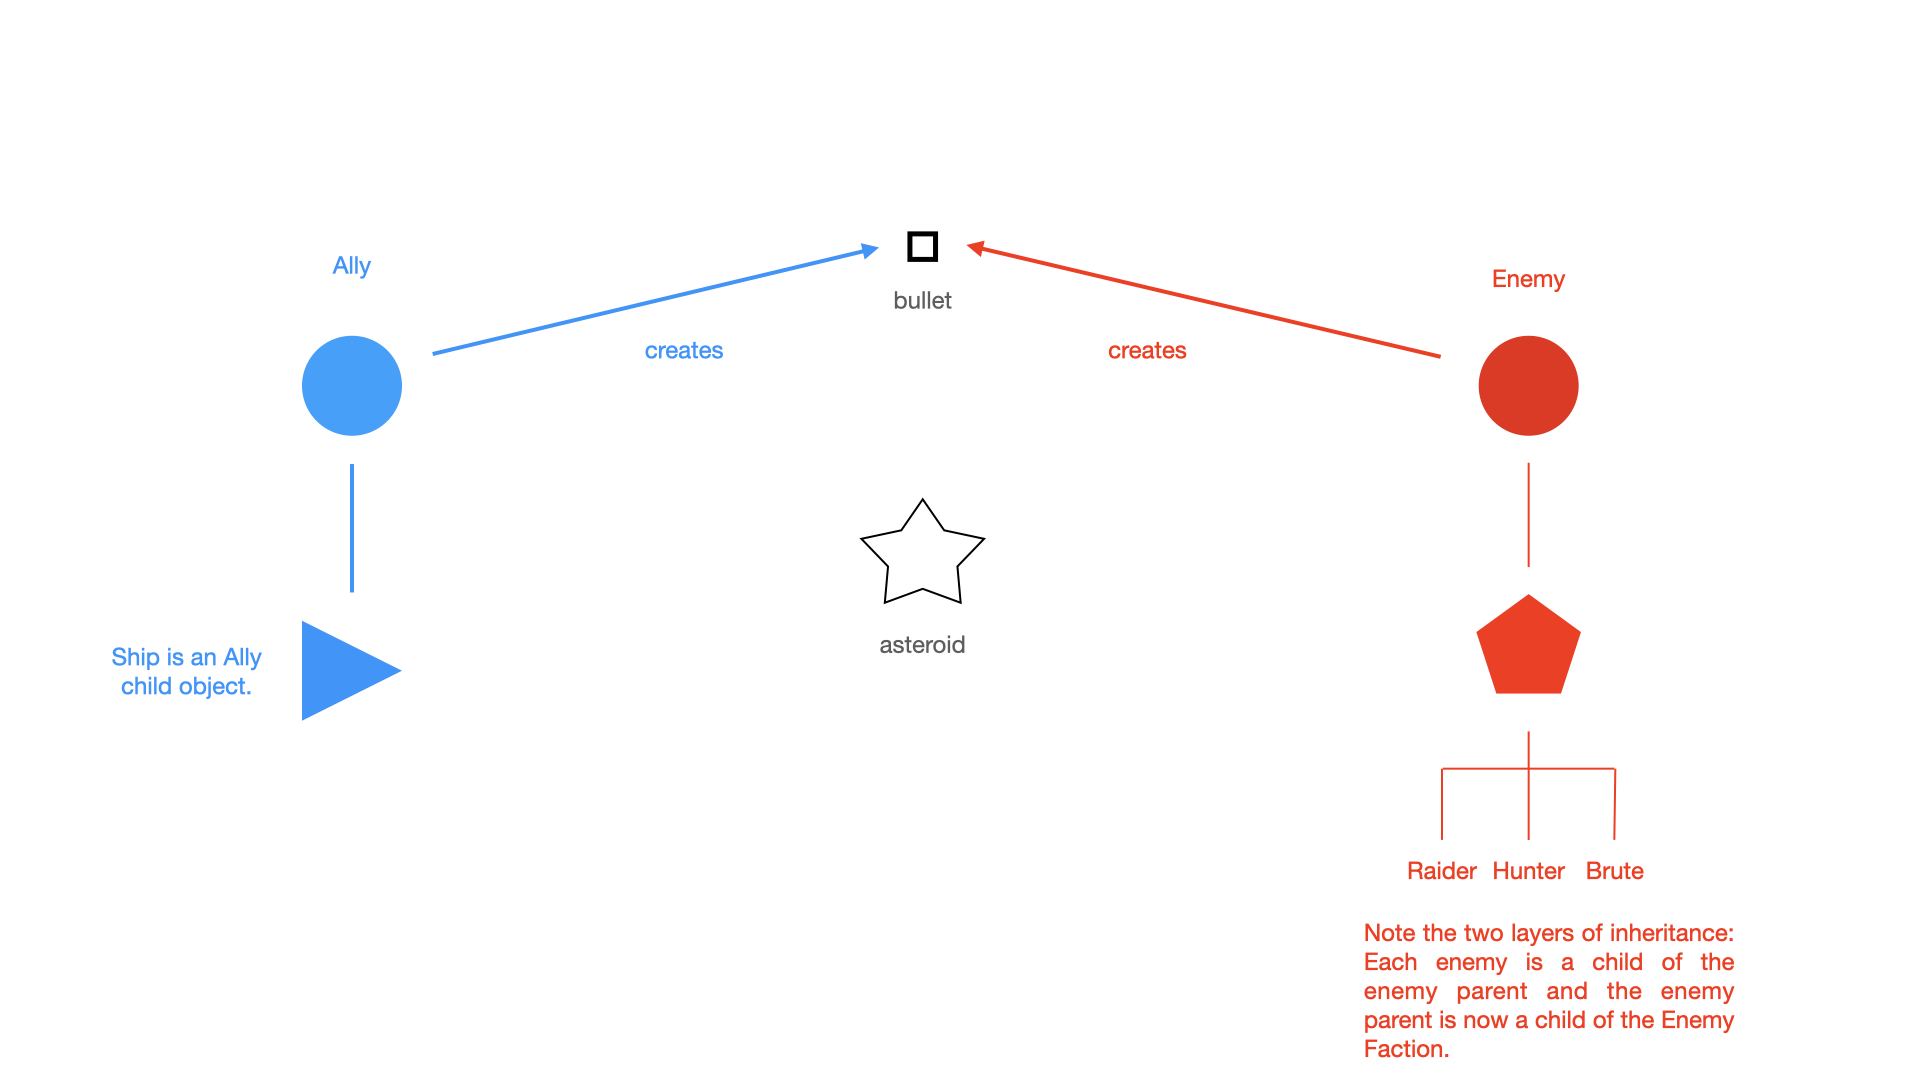 Ally
Enemy
bullet
creates
creates
asteroid
Ship is an Ally
child object.
Raider Hunter Brute
Note the two layers of inheritance:
Each enemy is a child of the
enemy parent and the enemy
parent is now a child of the Enemy
Faction.